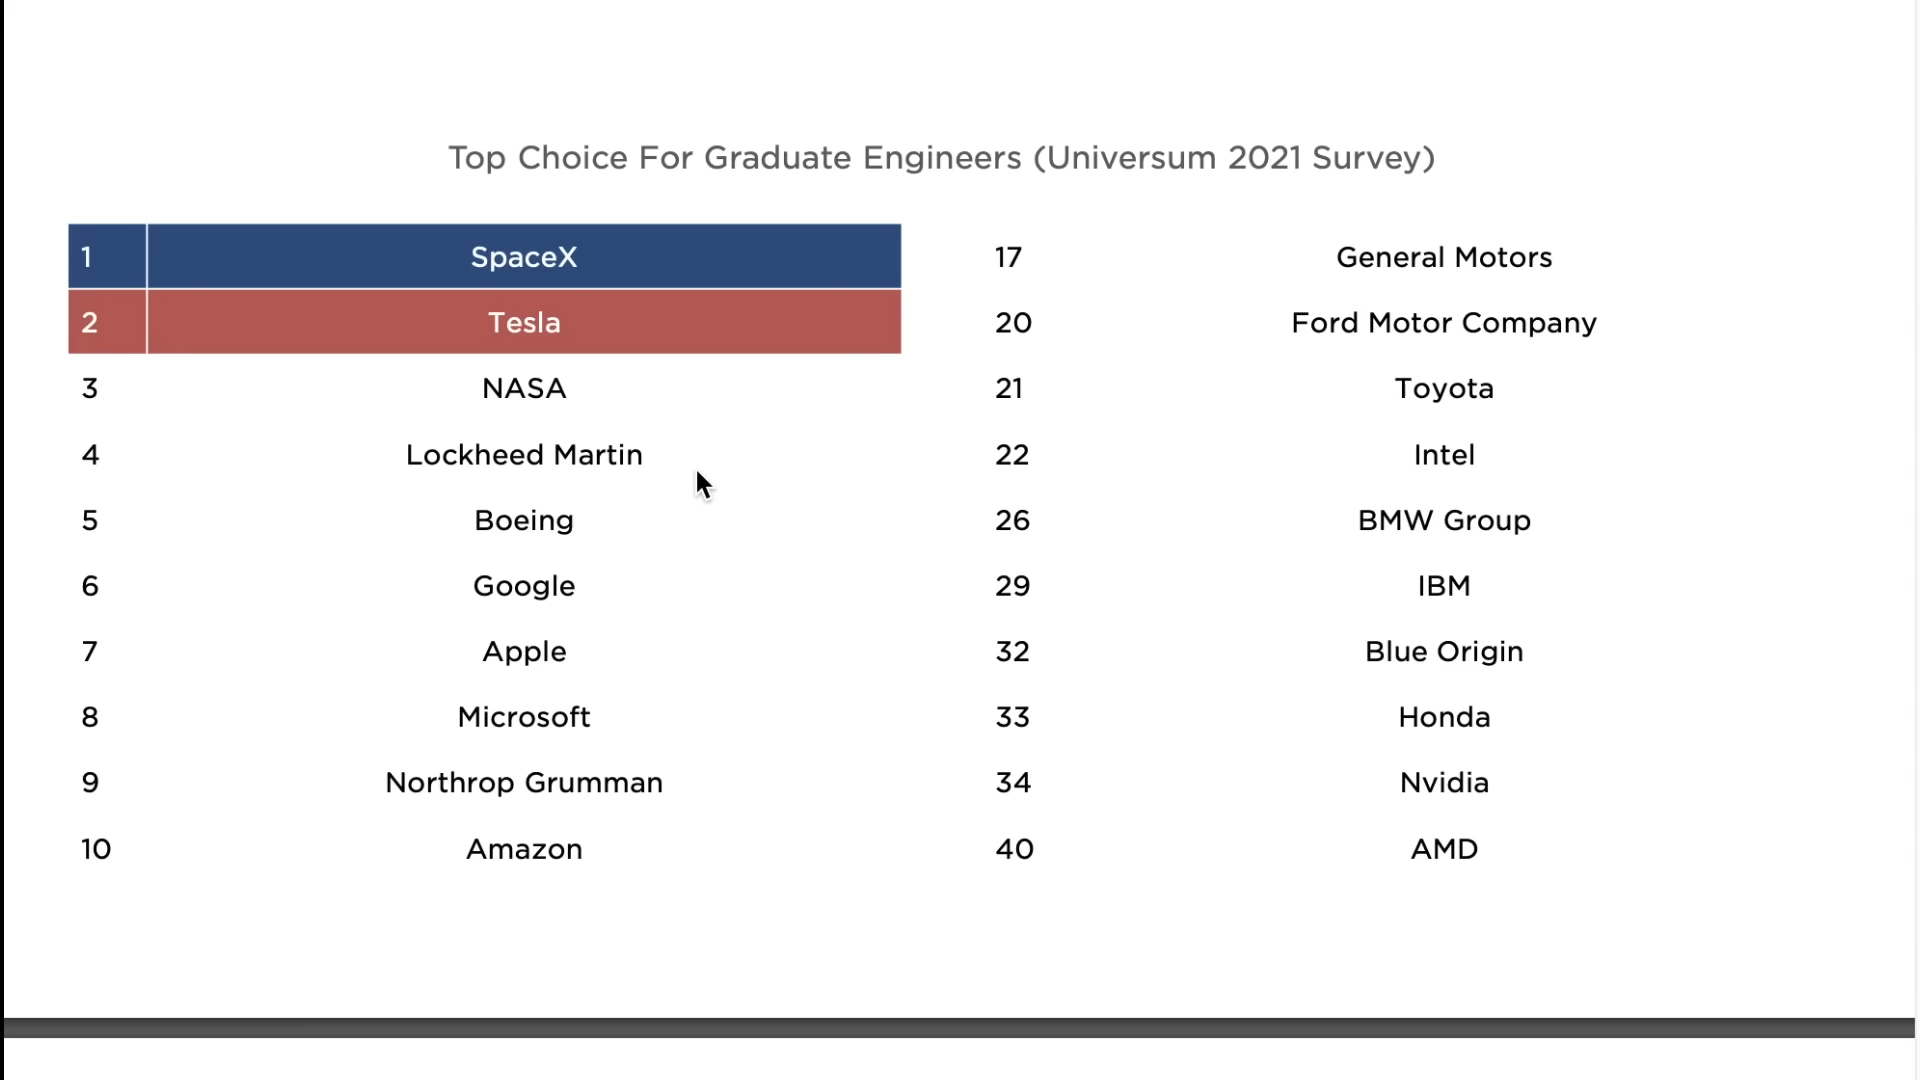 Top Choice For Graduate Engineers (Universum 2021 Survey)
1 SpaceX
2 Tesla
3 NASA
4 Lockheed Martin
5 Boeing
6 Google
7 Apple
8 Microsoft
9 Northrop Grumman
10 Amazon
17 General Motors
20 Ford Motor Company
21 Toyota
22 Intel
26 BMW Group
29 IBM
32 Blue Origin
33 Honda
34 Nvidia
40 AMD